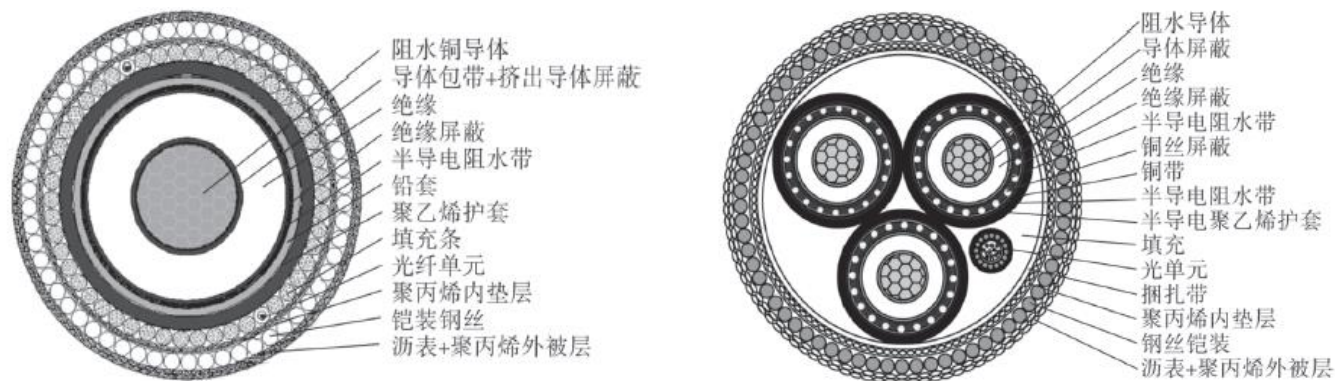 阻水铜导体
导体包带+挤出导体屏蔽
绝缘
绝缘屏蔽
半导电阻水带
铅套
聚乙烯护套
填充条
光纤单元
聚丙烯内垫层
铠装钢丝
沥表+聚丙烯外被层
阻水导体
导体屏蔽
绝缘
绝缘屏蔽
半导电阻水带
铜丝屏蔽
铜带
半导电阻水带
半导电聚乙烯护套
填充
光单元
捆扎带
聚丙烯内垫层
钢丝铠装
沥表+聚丙烯外被层